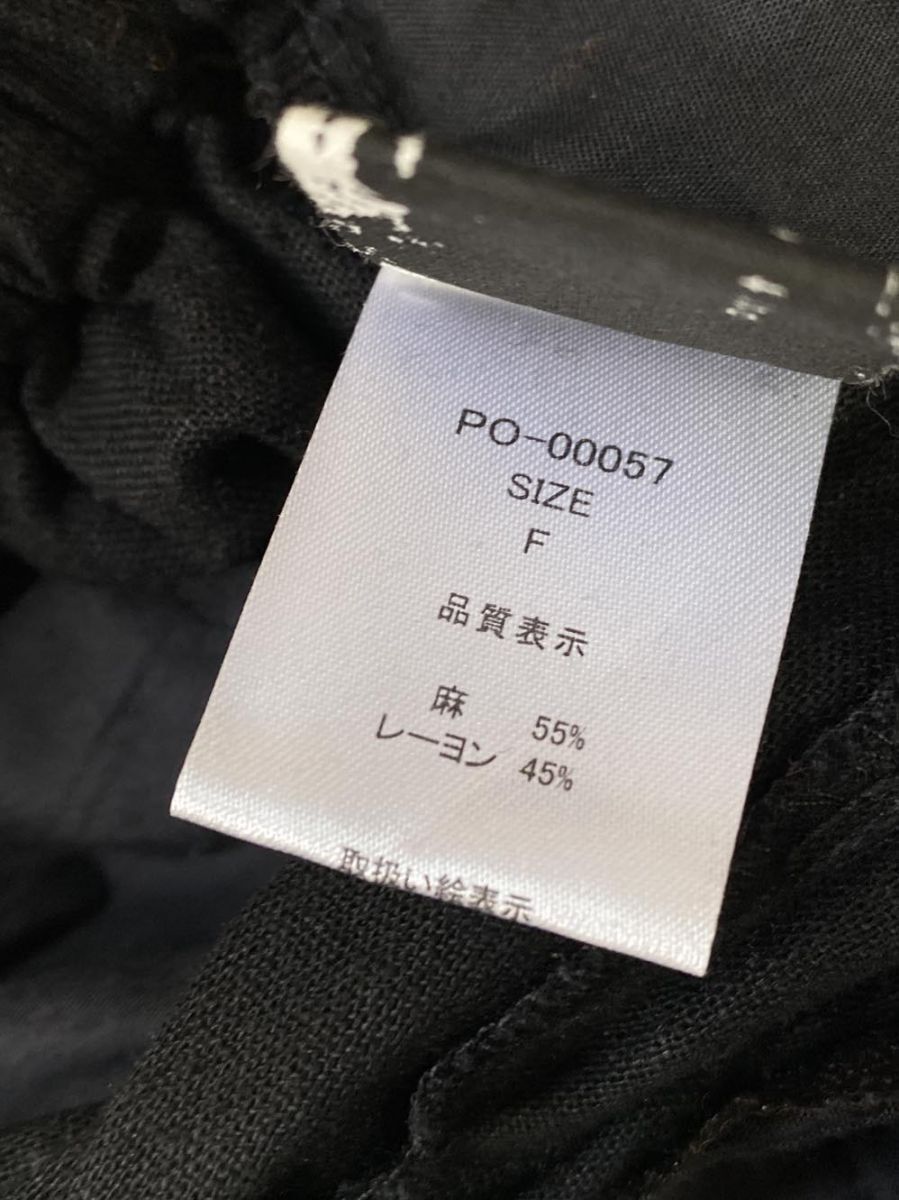 PO-00057
SIZE
F
品質表示
麻 55%
レーヨン 45%
取扱い絵表示